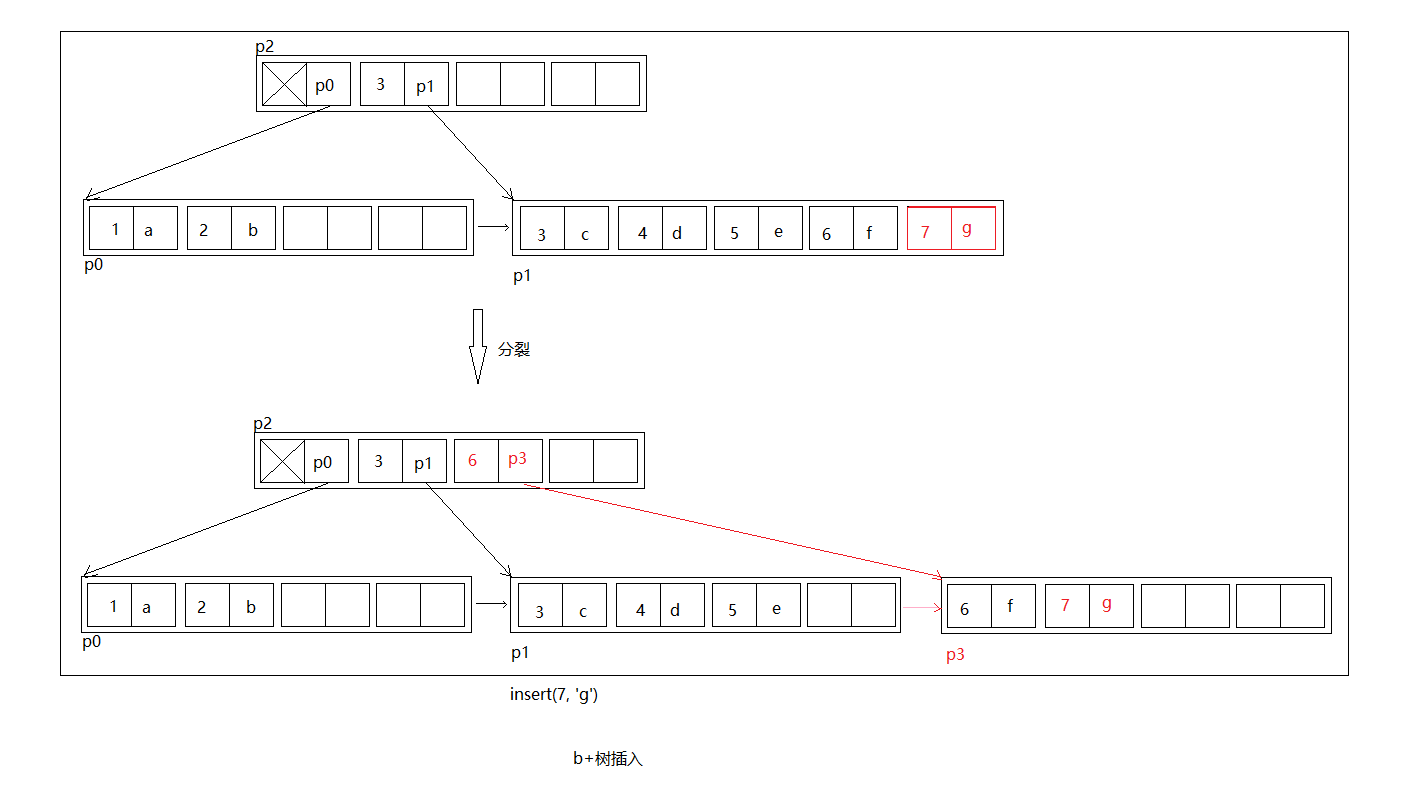 p2
p0 3 p1
1 a 2 b 3 c 4 d 5 e 6 f 7 g
p0
p1
分裂
p2
p0 3 p1 6 p3
1 a 2 b 3 c 4 d 5 e 6 f 7 g
p0
p1
p3
insert(7, 'g')
b+树插入